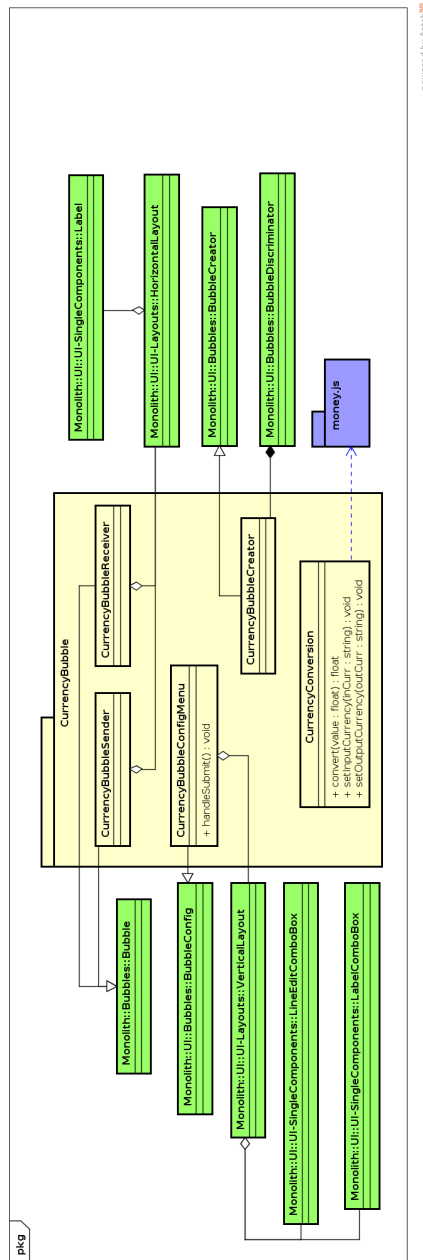 pkg
Monolith::Bubbles::Bubble
Monolith::UI::Bubbles::BubbleConfig
Monolith::UI::UI-Layouts::VerticalLayout
Monolith::UI::UI-SingleComponents::LineEditComboBox
Monolith::UI::UI-SingleComponents::LabelComboBox
CurrencyBubble
CurrencyBubbleSender
CurrencyBubbleReceiver
CurrencyBubbleConfigMenu
+ handleSubmit() : void
CurrencyBubbleCreator
CurrencyConversion
+ convert(value : float) : float
+ setInputCurrency(inCurr : string) : void
+ setOutputCurrency(outCurr : string) : void
Monolith::UI::UI-SingleComponents::Label
Monolith::UI::UI-Layouts::HorizontalLayout
Monolith::UI::Bubbles::BubbleCreator
Monolith::UI::Bubbles::BubbleDiscriminator
money.js
powered by Astah